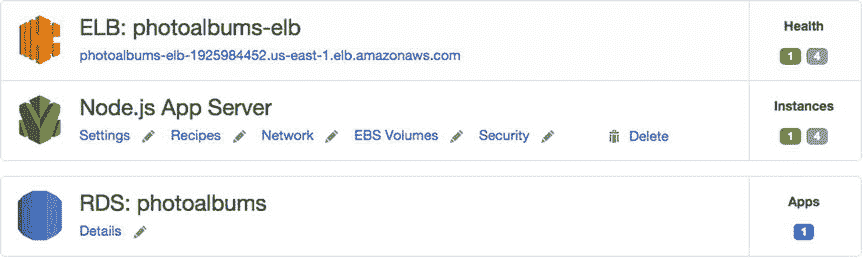 ELB: photoalbums-elb
Health
photoalbums-elb-1925984452.us-east-1.elb.amazonaws.com
1 4
Node.js App Server
Instances
Settings Recipes Network EBS Volumes Security Delete
1 4
RDS: photoalbums
Apps
Details
1